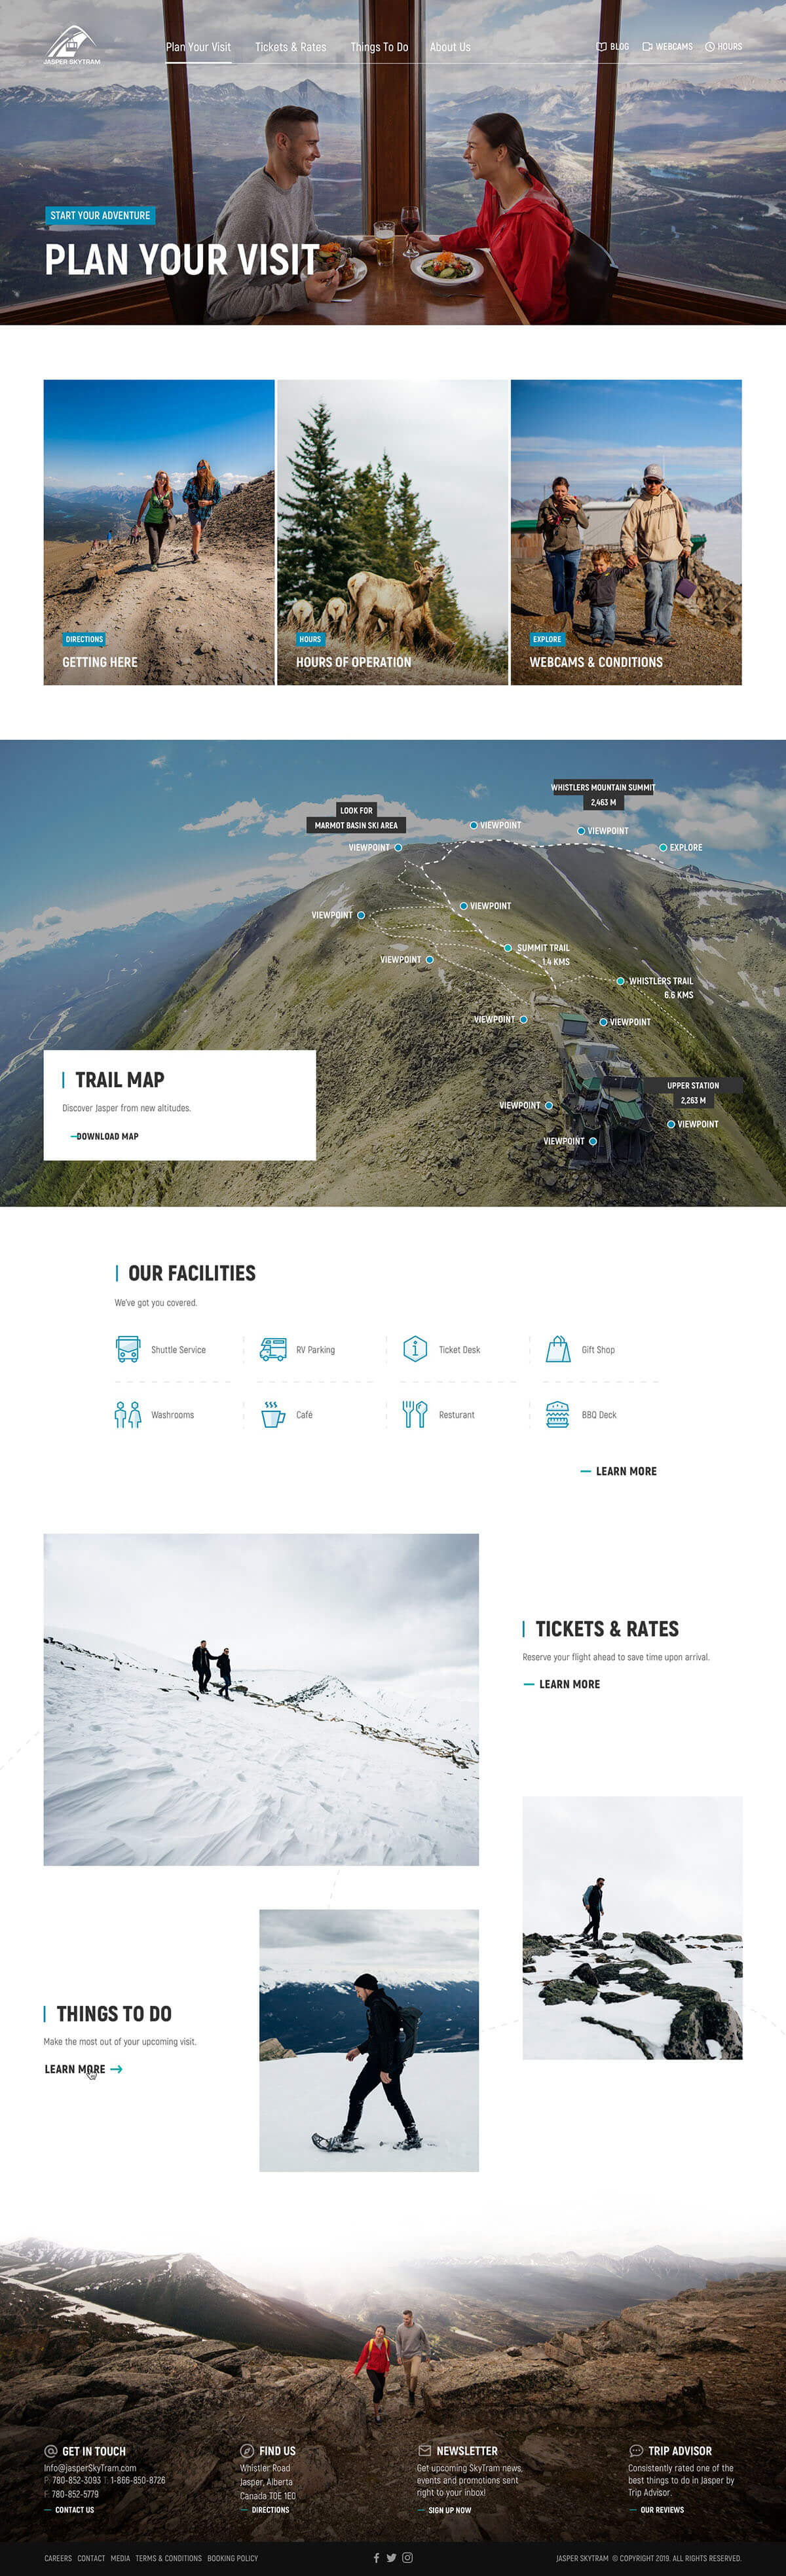 JASPER SKYTRAM
Plan Your Visit
Tickets & Rates
Things To Do
About Us
BLOG
WEBCAMS
HOURS
START YOUR ADVENTURE
PLAN YOUR VISIT
DIRECTIONS
GETTING HERE
HOURS
HOURS OF OPERATION
EXPLORE
WEBCAMS & CONDITIONS
WHISTLERS MOUNTAIN SUMMIT
2,463 M
LOOK FOR
MARMOT BASIN SKI AREA
VIEWPOINT
VIEWPOINT
VIEWPOINT
EXPLORE
VIEWPOINT
VIEWPOINT
SUMMIT TRAIL
1.4 KMS
VIEWPOINT
WHISTLERS TRAIL
6.6 KMS
VIEWPOINT
VIEWPOINT
UPPER STATION
2,263 M
VIEWPOINT
VIEWPOINT
VIEWPOINT
TRAIL MAP
Discover Jasper from new altitudes.
DOWNLOAD MAP
OUR FACILITIES
We've got you covered.
Shuttle Service
RV Parking
Ticket Desk
Gift Shop
Washrooms
Café
Resturant
BBQ Deck
LEARN MORE
TICKETS & RATES
Reserve your flight ahead to save time upon arrival.
LEARN MORE
THINGS TO DO
Make the most out of your upcoming visit.
LEARN MORE
GET IN TOUCH
Info@jasperSkyTram.com
P: 780-852-3093 T: 1-866-850-8726
F: 780-852-5779
CONTACT US
FIND US
Whistler Road
Jasper, Alberta
Canada T0E 1E0
DIRECTIONS
NEWSLETTER
Get upcoming SkyTram news,
events and promotions sent
right to your inbox!
SIGN UP NOW
TRIP ADVISOR
Consistently rated one of the
best things to do in Jasper by
Trip Advisor.
OUR REVIEWS
CAREERS CONTACT MEDIA TERMS & CONDITIONS BOOKING POLICY
JASPER SKYTRAM © COPYRIGHT 2019. ALL RIGHTS RESERVED.